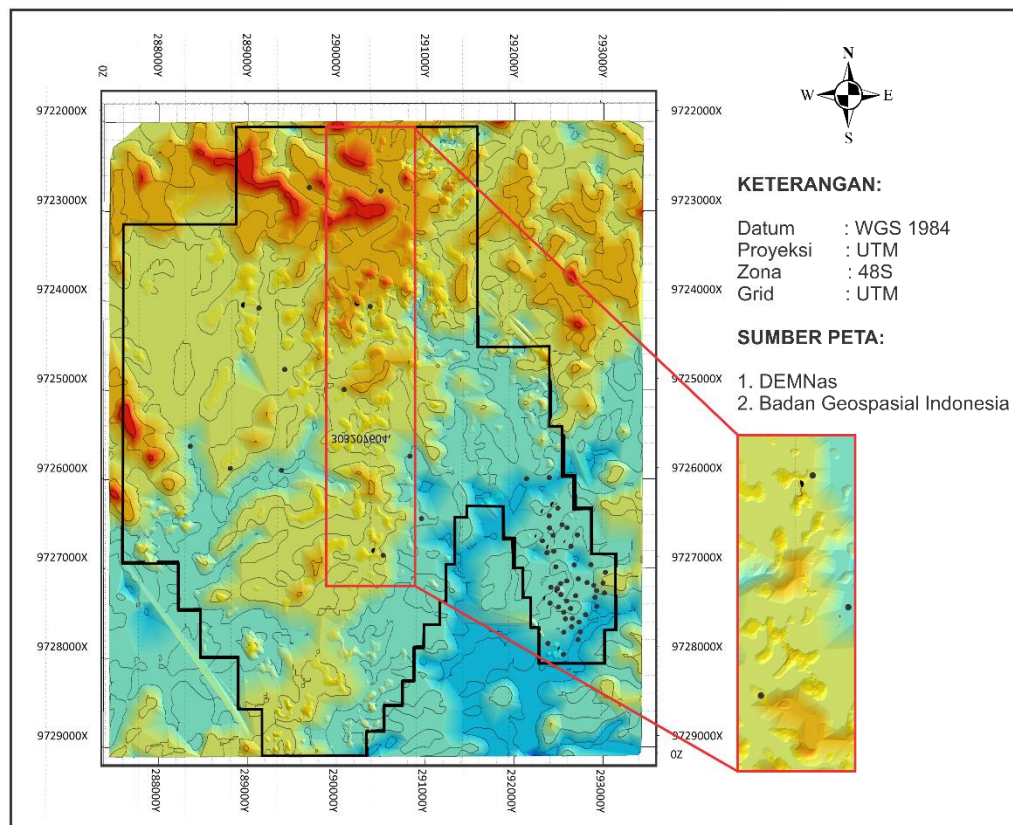 0Z
288000Y
289000Y
290000Y
291000Y
292000Y
293000Y
9722000X
9723000X
9724000X
9725000X
9726000X
9727000X
9728000X
9729000X
303207604,
9722000X
9723000X
9724000X
9725000X
9726000X
9727000X
9728000X
9729000X
0Z
288000Y
289000Y
290000Y
291000Y
292000Y
293000Y
N
W E
S
KETERANGAN:
Datum : WGS 1984
Proyeksi : UTM
Zona : 48S
Grid : UTM
SUMBER PETA:
1. DEMNas
2. Badan Geospasial Indonesia